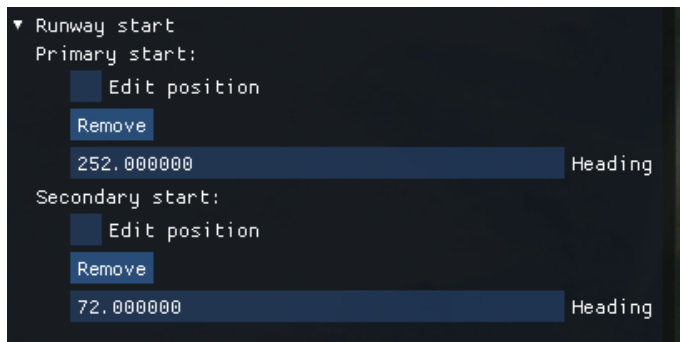 Runway start
Primary start:
Edit position
Remove
252.000000 Heading
Secondary start:
Edit position
Remove
72.000000 Heading